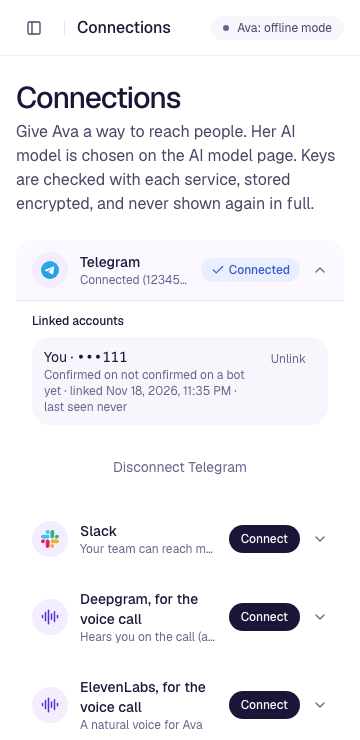 Connections
Ava: offline mode
Connections
Give Ava a way to reach people. Her AI
model is chosen on the AI model page. Keys
are checked with each service, stored
encrypted, and never shown again in full.
Telegram
Connected (12345...
Connected
Linked accounts
You · •••111
Unlink
Confirmed on not confirmed on a bot
yet · linked Nov 18, 2026, 11:35 PM ·
last seen never
Disconnect Telegram
Slack
Your team can reach m...
Connect
Deepgram, for the
voice call
Hears you on the call (a...
Connect
ElevenLabs, for the
voice call
A natural voice for Ava
Connect